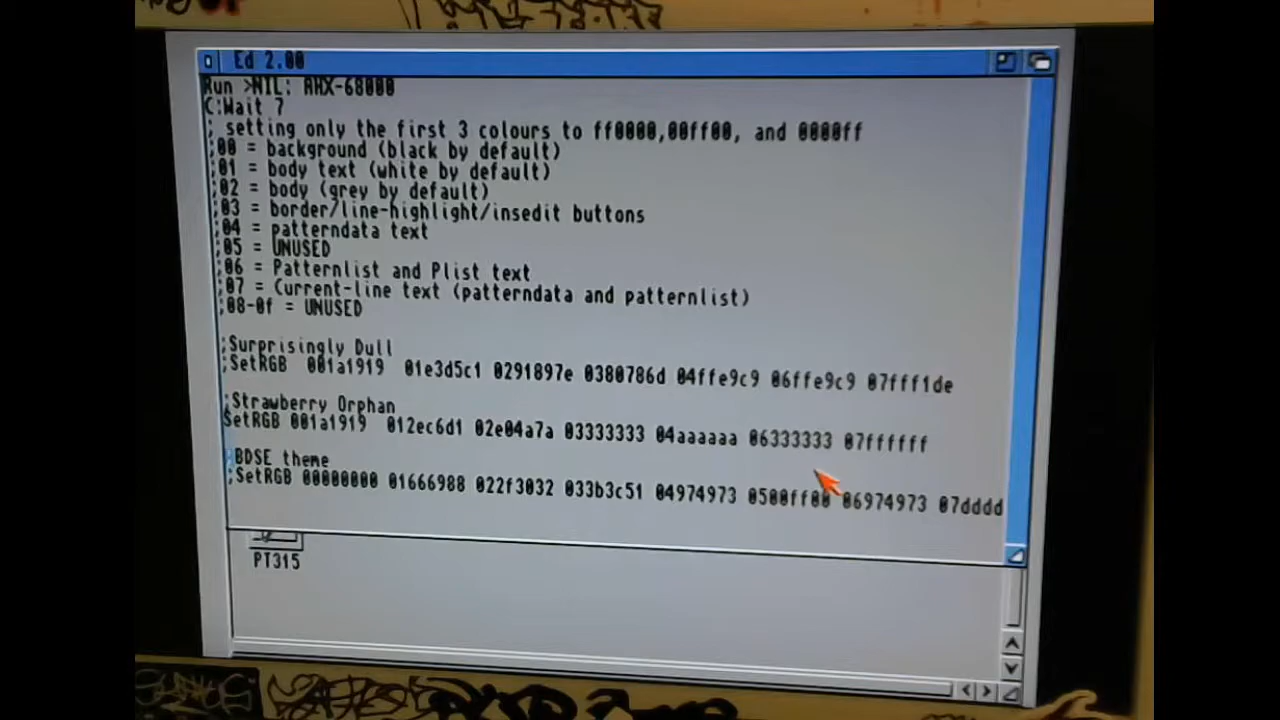 Ed 2.00
Run >NIL: AHX-68000
C:Wait 7
; setting only the first 3 colours to ff0000,00ff00, and 0000ff
;00 = background (black by default)
;01 = body text (white by default)
;02 = body (grey by default)
;03 = border/line-highlight/insedit buttons
;04 = patterndata text
;05 = UNUSED
;06 = Patternlist and Plist text
;07 = Current-line text (patterndata and patternlist)
;08-0f = UNUSED
;Surprisingly Dull
;SetRGB 001a1919 01e3d5c1 0291897e 0380786d 04ffe9c9 06ffe9c9 07fff1de
;Strawberry Orphan
SetRGB 001a1919 012ec6d1 02e04a7a 03333333 04aaaaaa 06333333 07ffffff
;BDSE theme
;SetRGB 00000000 01666988 022f3032 033b3c51 04974973 0500ff00 06974973 07dddd
PT315